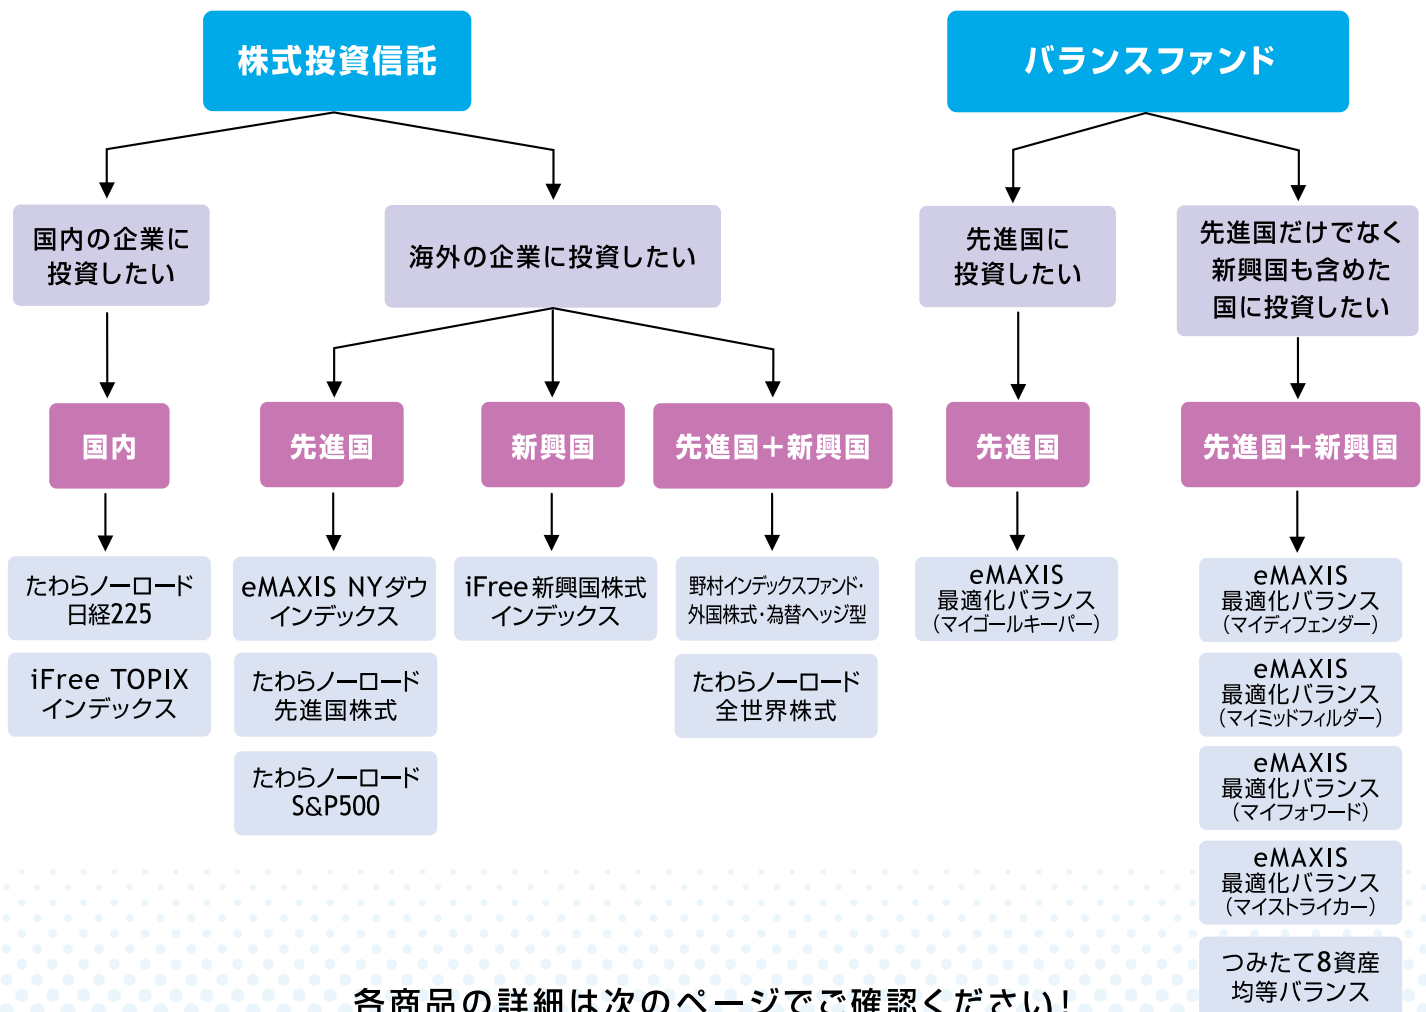 株式投資信託
バランスファンド
国内の企業に
投資したい
海外の企業に投資したい
先進国に
投資したい
先進国だけでなく
新興国も含めた
国に投資したい
国内
先進国
新興国
先進国＋新興国
先進国
先進国＋新興国
たわらノーロード
日経225
iFree TOPIX
インデックス
eMAXIS NYダウ
インデックス
たわらノーロード
先進国株式
たわらノーロード
S&P500
iFree新興国株式
インデックス
野村インデックスファンド・
外国株式・為替ヘッジ型
たわらノーロード
全世界株式
eMAXIS
最適化バランス
（マイゴールキーパー）
eMAXIS
最適化バランス
（マイディフェンダー）
eMAXIS
最適化バランス
（マイミッドフィルダー）
eMAXIS
最適化バランス
（マイフォワード）
eMAXIS
最適化バランス
（マイストライカー）
つみたて8資産
均等バランス
各商品の詳細は次のページでご確認ください！